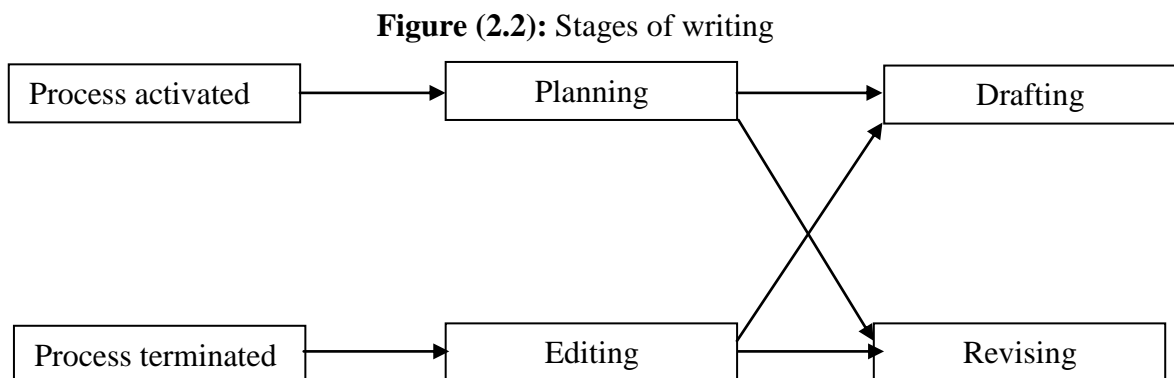 Figure (2.2): Stages of writing
Process activated
Planning
Drafting
Process terminated
Editing
Revising